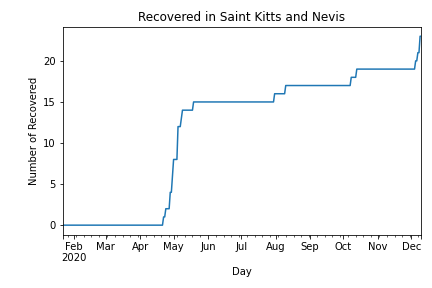 Recovered in Saint Kitts and Nevis
Number of Recovered
20
15
10
5
0
Feb Mar Apr May Jun Jul Aug Sep Oct Nov Dec
2020
Day